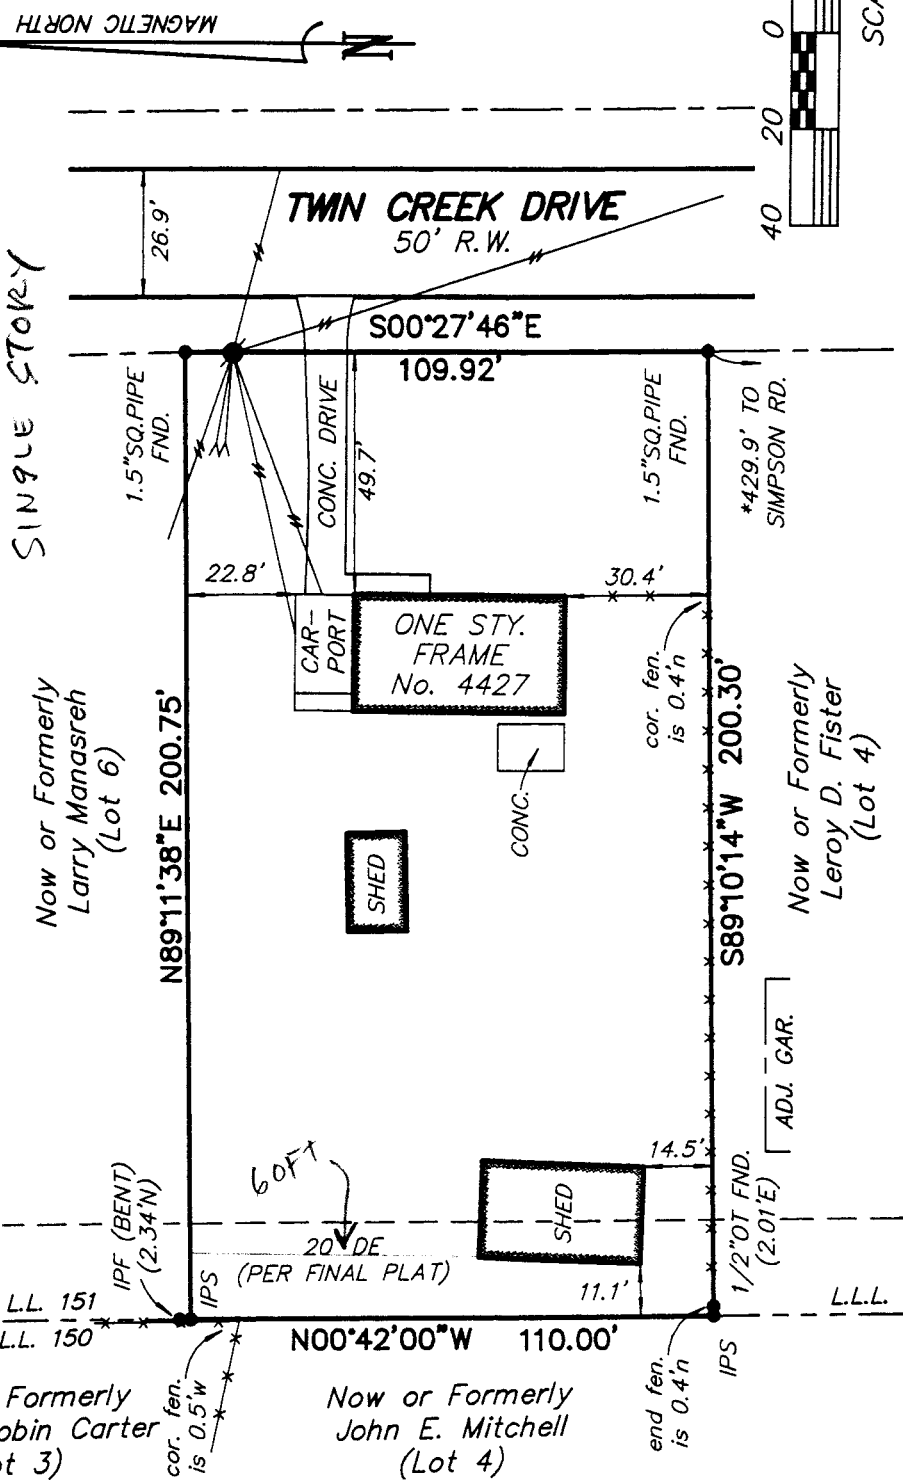 MAGNETIC NORTH
N
0
20
40
SCA
SINGLE STORY
26.9'
TWIN CREEK DRIVE
50' R.W.
S00°27'46"E
109.92'
1.5"SQ.PIPE
FND.
CONC. DRIVE
49.7'
1.5"SQ.PIPE
FND.
*429.9' TO
SIMPSON RD.
22.8'
30.4'
CAR-
PORT
ONE STY.
FRAME
No. 4427
cor. fen.
is 0.4'n
Now or Formerly
Larry Manasreh
(Lot 6)
N89°11'38"E 200.75'
CONC.
SHED
S89°10'14"W 200.30'
Now or Formerly
Leroy D. Fister
(Lot 4)
ADJ. GAR.
14.5'
60FT
SHED
IPF (BENT)
(2.34'N)
20' DE
(PER FINAL PLAT)
1/2"OT FND.
(2.01'E)
11.1'
IPS
L.L. 151
L.L. 150
L.L.L.
N00°42'00"W 110.00'
IPS
cor. fen.
is 0.5'w
end fen.
is 0.4'n
Formerly
obin Carter
ot 3)
Now or Formerly
John E. Mitchell
(Lot 4)